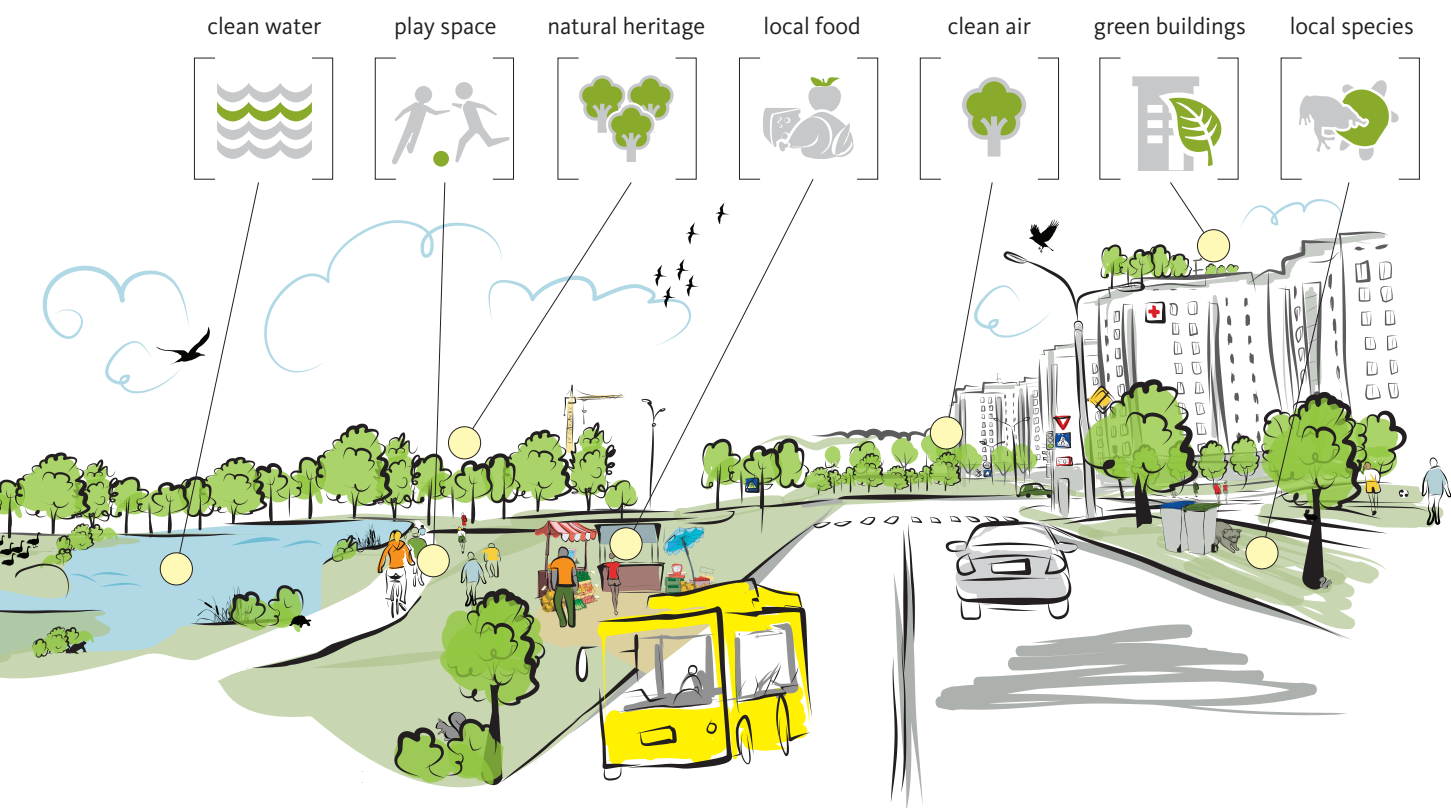 clean water
play space
natural heritage
local food
clean air
green buildings
local species